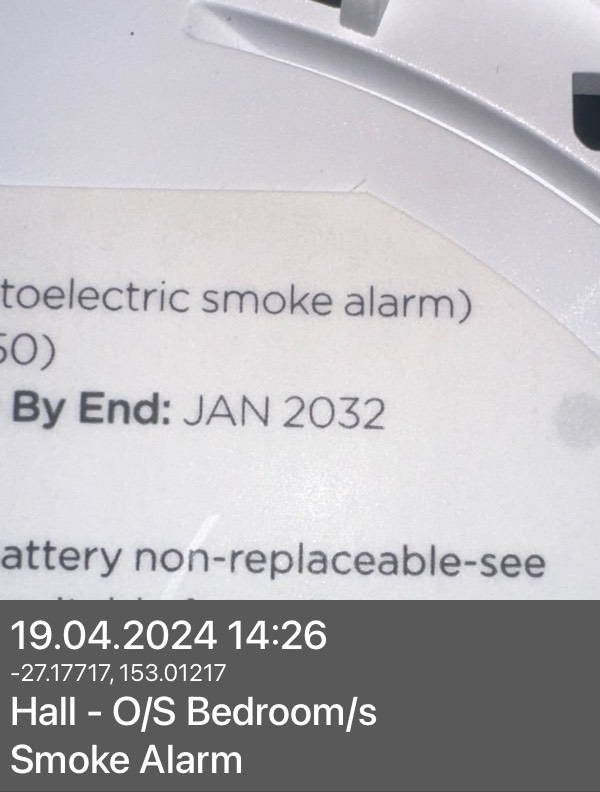 toelectric smoke alarm)
50)
By End: JAN 2032
attery non-replaceable-see
19.04.2024 14:26
-27.17717, 153.01217
Hall - O/S Bedroom/s
Smoke Alarm